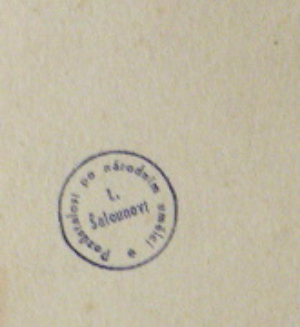 Pozůstalost po národním umělci
L.
Šalounovi